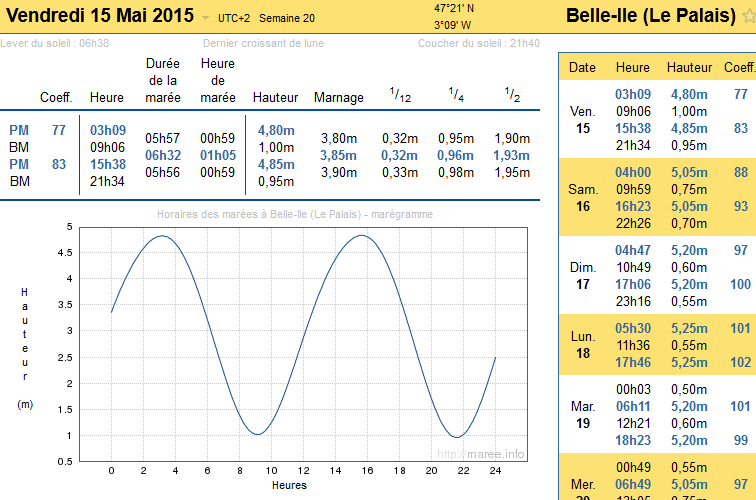 Vendredi 15 Mai 2015 UTC+2 Semaine 20
47°21' N
3°09' W
Belle-Ile (Le Palais)
Lever du soleil : 06h38 Dernier croissant de lune Coucher du soleil : 21h40
Coeff. Heure Durée de la marée Heure de marée Hauteur Marnage 1/12 1/4 1/2
PM 77 03h09 4,80m
05h57 00h59 3,80m 0,32m 0,95m 1,90m
BM 09h06 1,00m
06h32 01h05 3,85m 0,32m 0,96m 1,93m
PM 83 15h38 4,85m
05h56 00h59 3,90m 0,33m 0,98m 1,95m
BM 21h34 0,95m
Horaires des marées à Belle-Ile (Le Palais) - marégramme
5
4.5
4
3.5
3
2.5
2
1.5
1
0.5
Hauteur
(m)
http://maree.info
0 2 4 6 8 10 12 14 16 18 20 22 24
Heures
Date Heure Hauteur Coeff.
Ven. 15
03h09 4,80m 77
09h06 1,00m
15h38 4,85m 83
21h34 0,95m
Sam. 16
04h00 5,05m 88
09h59 0,75m
16h23 5,05m 93
22h26 0,70m
Dim. 17
04h47 5,20m 97
10h49 0,60m
17h06 5,20m 100
23h16 0,55m
Lun. 18
05h30 5,25m 101
11h36 0,55m
17h46 5,25m 102
Mar. 19
00h03 0,50m
06h11 5,20m 101
12h21 0,60m
18h23 5,20m 99
Mer.
00h49 0,55m
06h49 5,05m 97